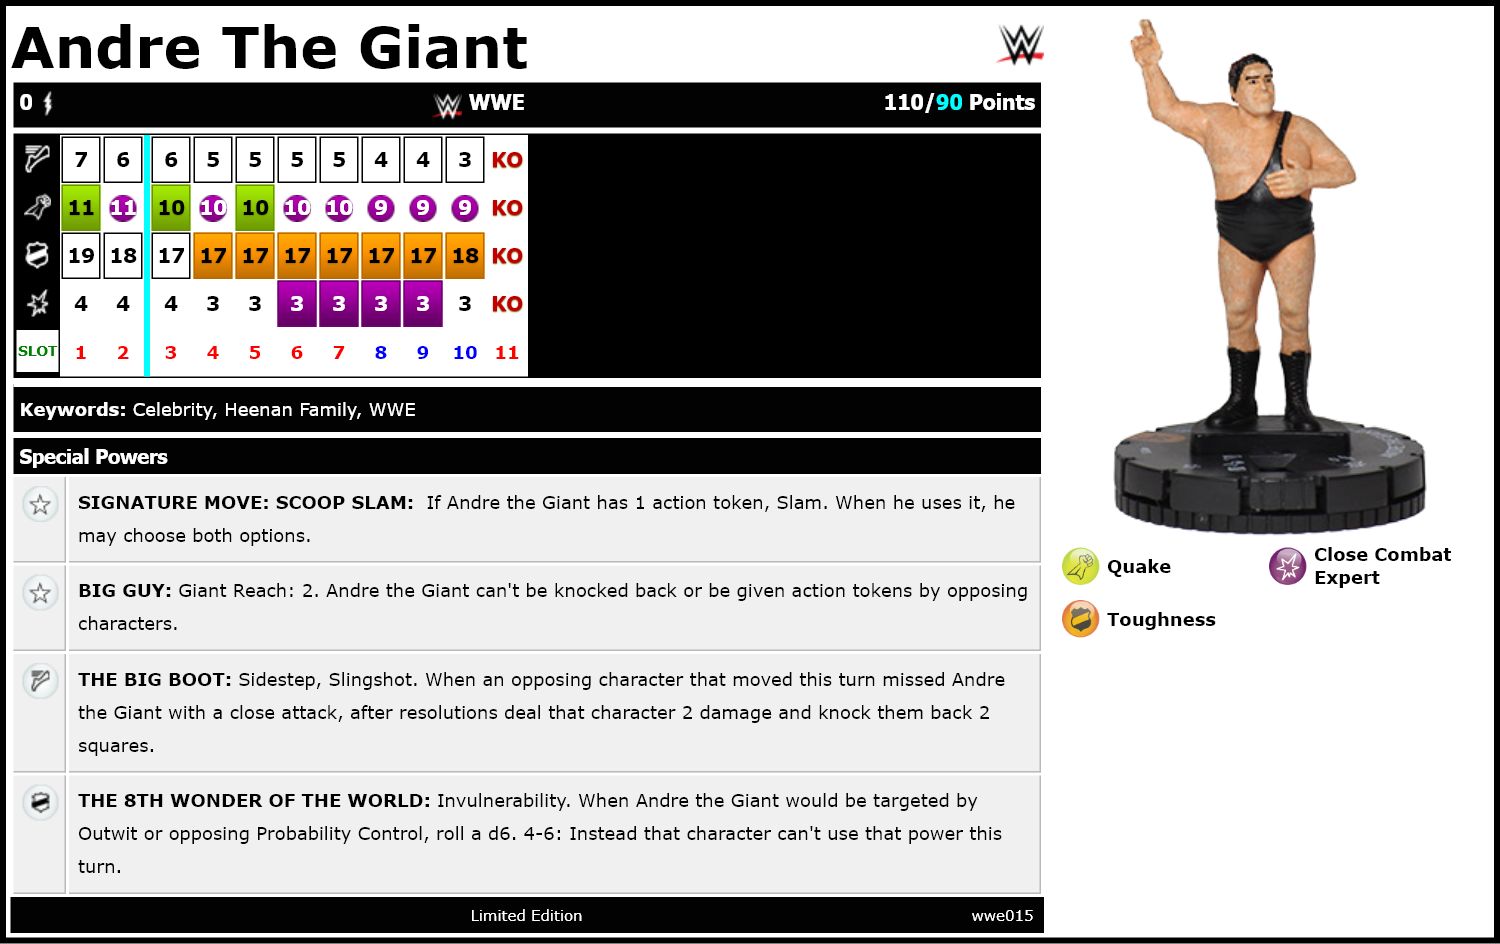 Andre The Giant
W
0 W WWE 110/90 Points
7 6 6 5 5 5 5 4 4 3 KO
11 11 10 10 10 10 10 9 9 9 KO
19 18 17 17 17 17 17 17 17 18 KO
4 4 4 3 3 3 3 3 3 3 KO
SLOT 1 2 3 4 5 6 7 8 9 10 11
Keywords: Celebrity, Heenan Family, WWE
Special Powers
SIGNATURE MOVE: SCOOP SLAM: If Andre the Giant has 1 action token, Slam. When he uses it, he
may choose both options.
BIG GUY: Giant Reach: 2. Andre the Giant can't be knocked back or be given action tokens by opposing
characters.
THE BIG BOOT: Sidestep, Slingshot. When an opposing character that moved this turn missed Andre
the Giant with a close attack, after resolutions deal that character 2 damage and knock them back 2
squares.
THE 8TH WONDER OF THE WORLD: Invulnerability. When Andre the Giant would be targeted by
Outwit or opposing Probability Control, roll a d6. 4-6: Instead that character can't use that power this
turn.
Limited Edition wwe015
Quake
Close Combat
Expert
Toughness